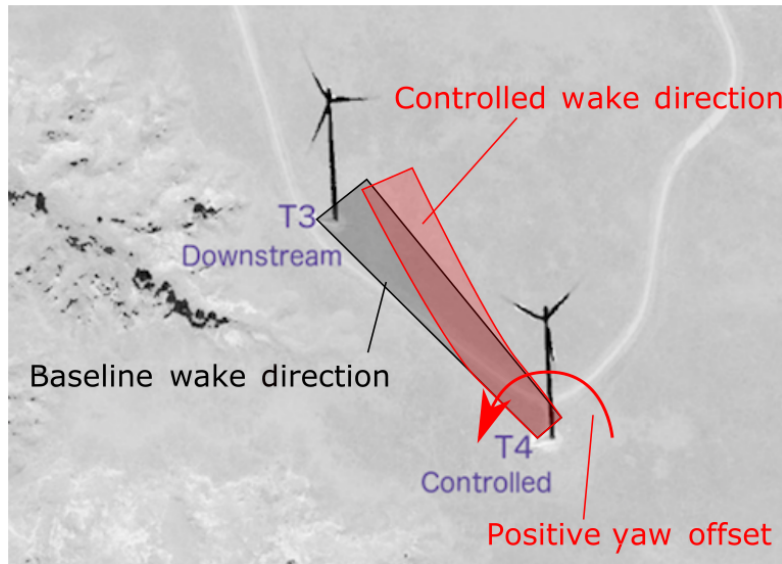 Controlled wake direction
T3
Downstream
Baseline wake direction
T4
Controlled
Positive yaw offset